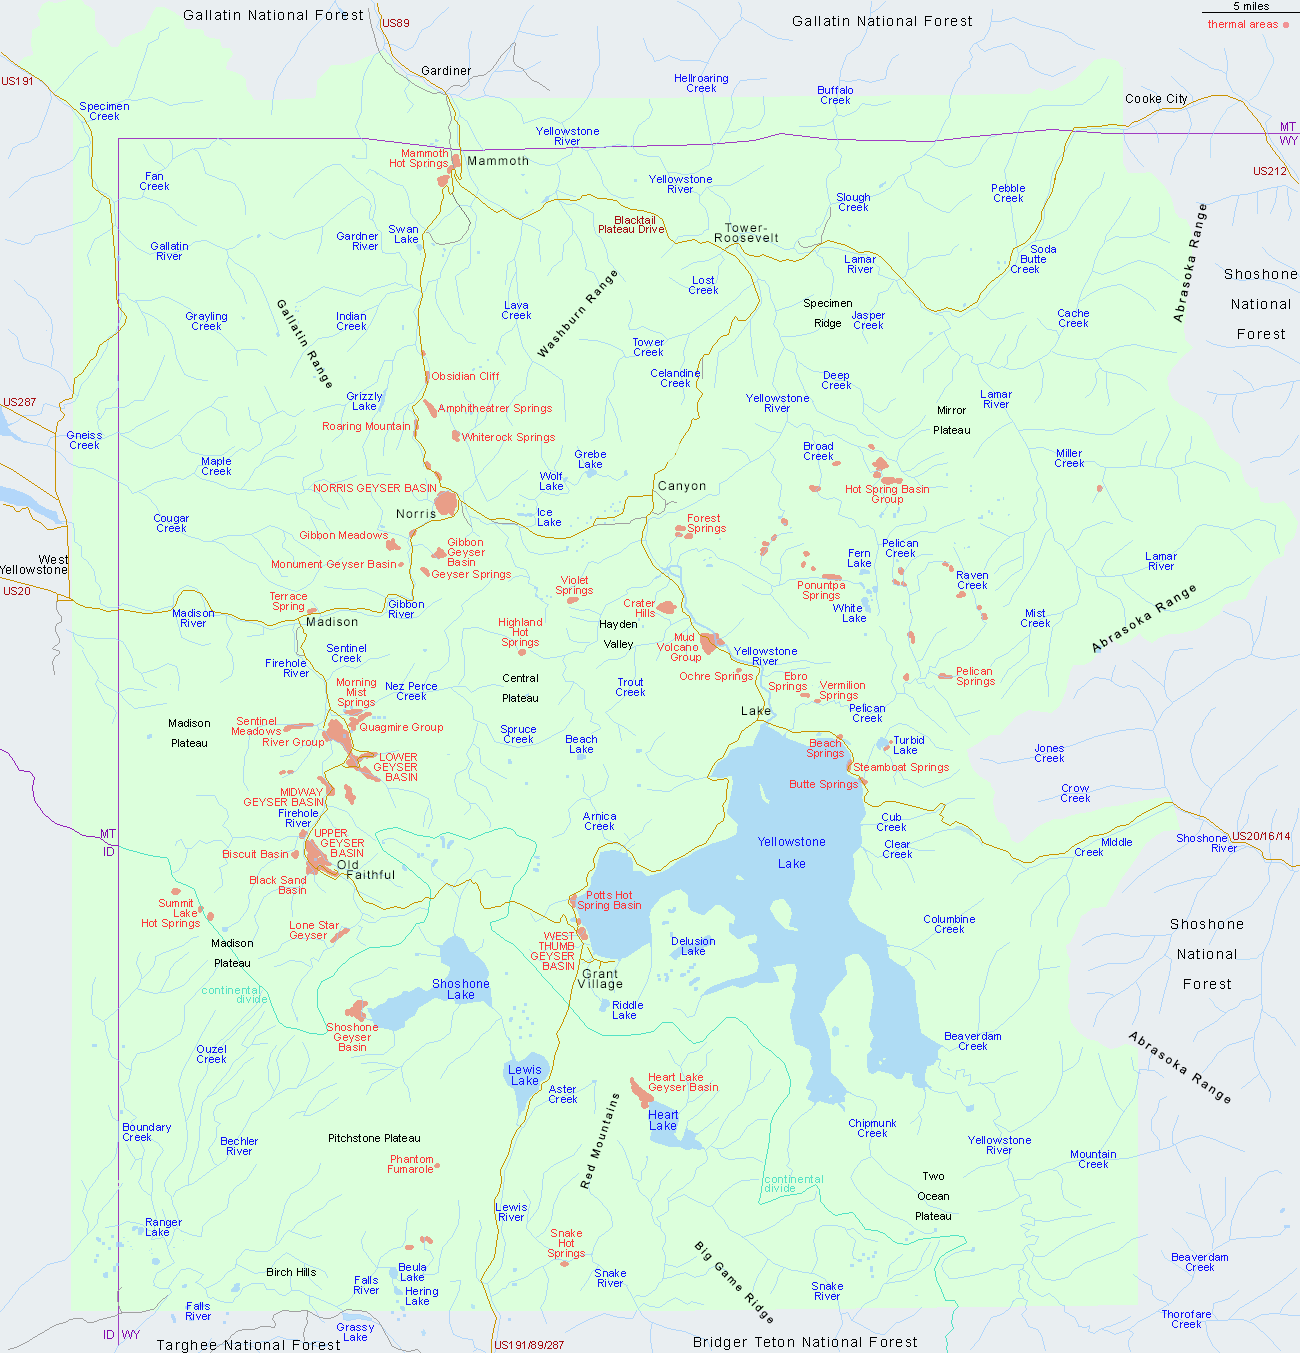 5 miles
thermal areas
Gallatin National Forest
US89
Gallatin National Forest
Gardiner
US191
Hellroaring
Creek
Buffalo
Creek
Cooke City
Specimen
Creek
MT
WY
Yellowstone
River
Mammoth
Hot Springs
Mammoth
US212
Fan
Creek
Yellowstone
River
Slough
Creek
Pebble
Creek
Abrasoka Range
Blacktail
Plateau Drive
Tower-
Roosevelt
Gardner
River
Swan
Lake
Gallatin
River
Soda
Butte
Creek
Lamar
River
Shoshone
National
Forest
Lost
Creek
Washburn Range
Gallatin Range
Specimen
Ridge
Jasper
Creek
Lava
Creek
Grayling
Creek
Indian
Creek
Cache
Creek
Tower
Creek
Celandine
Creek
Obsidian Cliff
Deep
Creek
US287
Grizzly
Lake
Yellowstone
River
Lamar
River
Amphitheatrer Springs
Mirror
Plateau
Roaring Mountain
Whiterock Springs
Gneiss
Creek
Broad
Creek
Miller
Creek
Maple
Creek
Grebe
Lake
Wolf
Lake
NORRIS GEYSER BASIN
Canyon
Hot Spring Basin
Group
Norris
Ice
Lake
Cougar
Creek
Forest
Springs
Gibbon Meadows
Gibbon
Geyser
Basin
Pelican
Creek
Fern
Lake
Lamar
River
West
Yellowstone
Monument Geyser Basin
Geyser Springs
Raven
Creek
US20
Violet
Springs
Ponuntpa
Springs
Terrace
Spring
Gibbon
River
Crater
Hills
White
Lake
Mist
Creek
Abrasoka Range
Madison
River
Madison
Highland
Hot
Springs
Hayden
Valley
Mud
Volcano
Group
Yellowstone
River
Sentinel
Creek
Firehole
River
Ochre Springs
Ebro
Springs
Vermilion
Springs
Pelican
Springs
Morning
Mist
Springs
Nez Perce
Creek
Central
Plateau
Trout
Creek
Lake
Pelican
Creek
Madison
Plateau
Sentinel
Meadows
River Group
Quagmire Group
Spruce
Creek
Beach
Lake
Beach
Springs
Turbid
Lake
Jones
Creek
LOWER
GEYSER
BASIN
Steamboat Springs
Butte Springs
MIDWAY
GEYSER BASIN
Crow
Creek
Firehole
River
Arnica
Creek
Cub
Creek
MT
ID
UPPER
GEYSER
BASIN
Yellowstone
Lake
Clear
Creek
Middle
Creek
Shoshone
River
US20/16/14
Biscuit Basin
Old
Faithful
Black Sand
Basin
Summit
Lake
Hot Springs
Potts Hot
Spring Basin
Lone Star
Geyser
Columbine
Creek
Shoshone
National
Forest
WEST
THUMB
GEYSER
BASIN
Delusion
Lake
Madison
Plateau
Grant
Village
continental
divide
Shoshone
Lake
Riddle
Lake
Shoshone
Geyser
Basin
Ouzel
Creek
Beaverdam
Creek
Abrasoka Range
Lewis
Lake
Aster
Creek
Heart Lake
Geyser Basin
Heart
Lake
Red Mountains
Boundary
Creek
Bechler
River
Pitchstone Plateau
Chipmunk
Creek
Yellowstone
River
Mountain
Creek
Phantom
Fumarole
continental
divide
Two
Ocean
Plateau
Lewis
River
Ranger
Lake
Snake
Hot
Springs
Big Game Ridge
Beaverdam
Creek
Birch Hills
Falls
River
Beula
Lake
Hering
Lake
Snake
River
Snake
River
Falls
River
Thorofare
Creek
Grassy
Lake
ID
WY
Targhee National Forest
US191/89/287
Bridger Teton National Forest